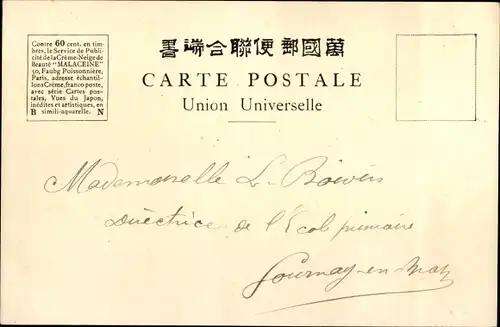 Contre 60 cent. en tim-
bres, le Service de Publi-
cité de la Crème-Neige de
Beauté "MALACEINE"
30, Faubg Poissonnière,
Paris, adresse échantil-
lons Crème, franco poste,
avec série Cartes pos-
tales, Vues du Japon,
inédites et artistiques, en
B simili-aquarelle. N
書端合聯便郵國萬
CARTE POSTALE
Union Universelle
Mademoiselle L. Boivin
Directrice de l'École primaire
Gournay-en-